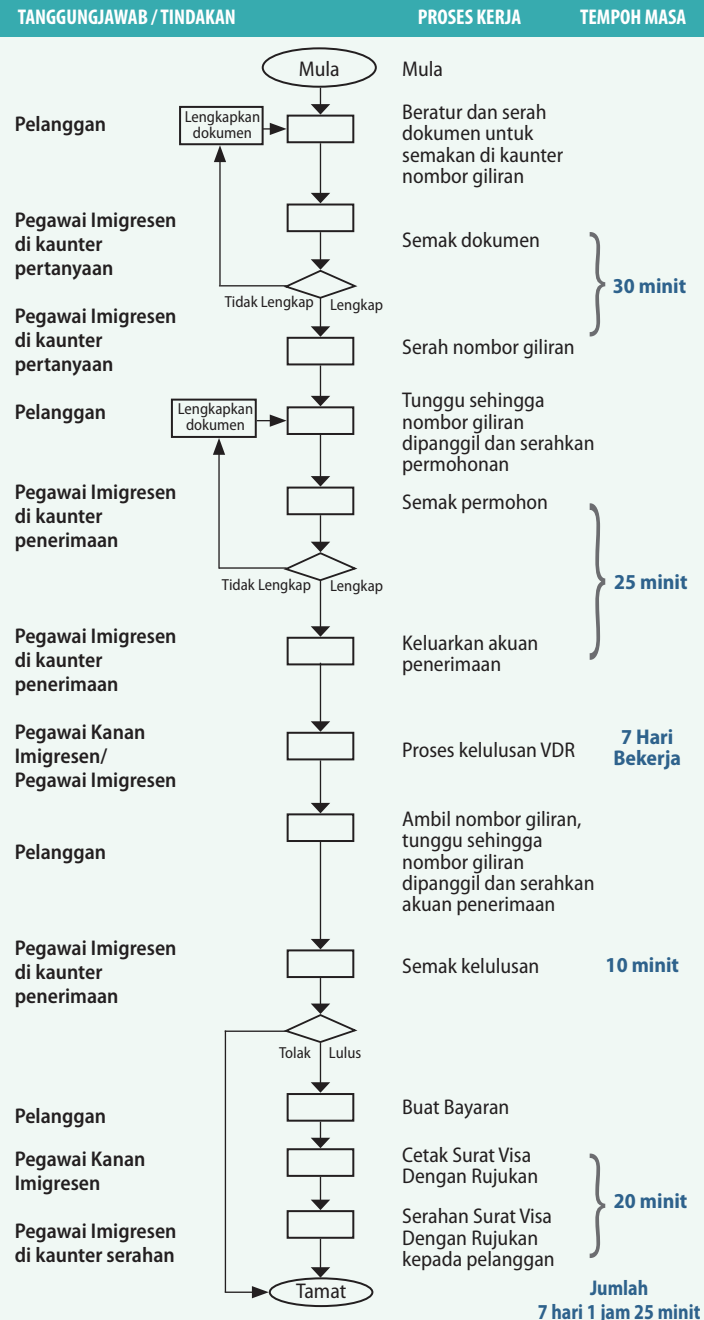 TANGGUNGJAWAB / TINDAKAN PROSES KERJA TEMPOH MASA
Mula Mula
Pelanggan
Lengkapkan
dokumen
Beratur dan serah
dokumen untuk
semakan di kaunter
nombor giliran
Pegawai Imigresen
di kaunter
pertanyaan
Semak dokumen
Tidak Lengkap Lengkap
30 minit
Pegawai Imigresen
di kaunter
pertanyaan
Serah nombor giliran
Pelanggan
Lengkapkan
dokumen
Tunggu sehingga
nombor giliran
dipanggil dan serahkan
permohonan
Pegawai Imigresen
di kaunter
penerimaan
Semak permohon
Tidak Lengkap Lengkap
25 minit
Pegawai Imigresen
di kaunter
penerimaan
Keluarkan akuan
penerimaan
Pegawai Kanan
Imigresen/
Pegawai Imigresen
Proses kelulusan VDR
7 Hari
Bekerja
Pelanggan
Ambil nombor giliran,
tunggu sehingga
nombor giliran
dipanggil dan serahkan
akuan penerimaan
Pegawai Imigresen
di kaunter
penerimaan
Semak kelulusan
10 minit
Tolak Lulus
Pelanggan
Buat Bayaran
Pegawai Kanan
Imigresen
Cetak Surat Visa
Dengan Rujukan
20 minit
Pegawai Imigresen
di kaunter serahan
Serahan Surat Visa
Dengan Rujukan
kepada pelanggan
Tamat
Jumlah
7 hari 1 jam 25 minit